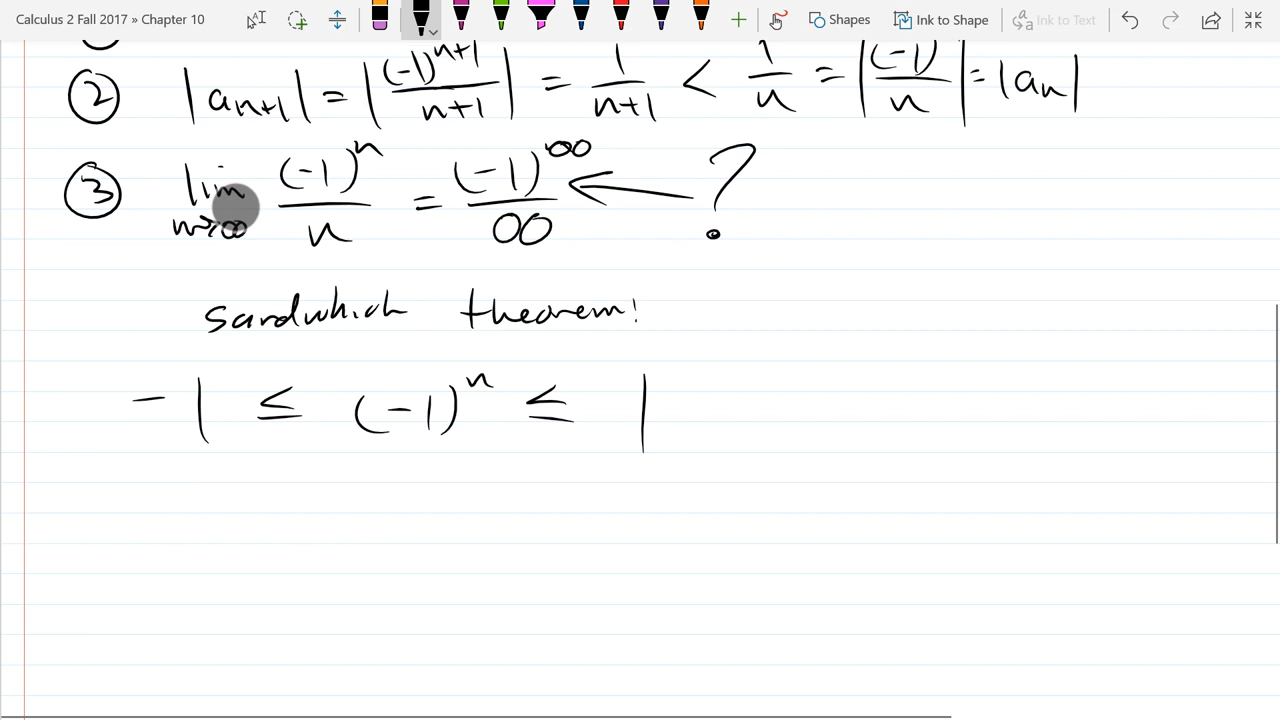 Calculus 2 Fall 2017 » Chapter 10 Shapes Ink to Shape Ink to Text
② |aₙ₊₁| = |(-1)ⁿ⁺¹/(n+1)| = 1/(n+1) < 1/n = |(-1)/n| = |aₙ|
③ lim n→∞ (-1)ⁿ/n = (-1)^∞/∞ ← ?
sandwhich theorem!
-1 ≤ (-1)ⁿ ≤ 1